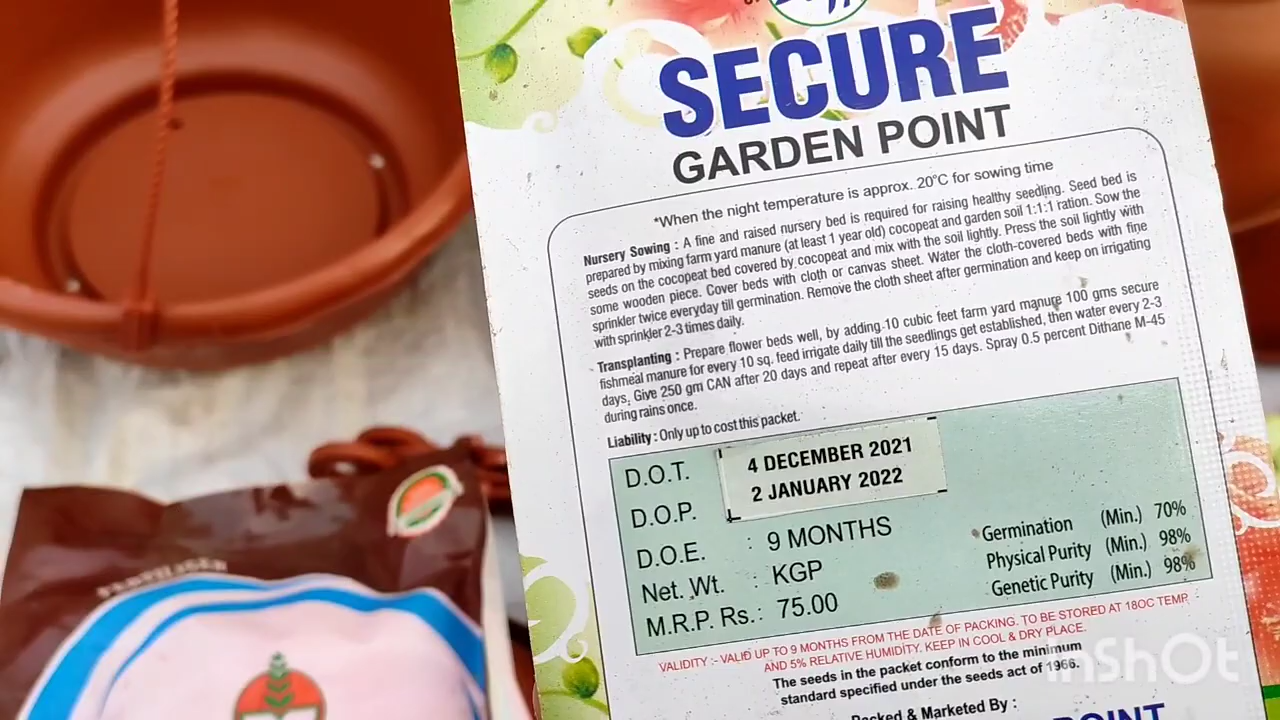 SECURE
GARDEN POINT
*When the night temperature is approx. 20°C for sowing time
Nursery Sowing : A fine and raised nursery bed is required for raising healthy seedling. Seed bed is
prepared by mixing farm yard manure (at least 1 year old) cocopeat and garden soil 1:1:1 ration. Sow the
seeds on the cocopeat bed covered by cocopeat and mix with the soil lightly. Press the soil lightly with
some wooden piece. Cover beds with cloth or canvas sheet. Water the cloth-covered beds with fine
sprinkler twice everyday till germination. Remove the cloth sheet after germination and keep on irrigating
with sprinkler 2-3 times daily.
Transplanting : Prepare flower beds well, by adding 10 cubic feet farm yard manure 100 gms secure
fishmeal manure for every 10 sq. feed irrigate daily till the seedlings get established, then water every 2-3
days, Give 250 gm CAN after 20 days and repeat after every 15 days. Spray 0.5 percent Dithane M-45
during rains once.
Liability : Only up to cost this packet.
D.O.T. 4 DECEMBER 2021
D.O.P. 2 JANUARY 2022
D.O.E. : 9 MONTHS
Net. Wt. : KGP
M.R.P. Rs.: 75.00
Germination (Min.) 70%
Physical Purity (Min.) 98%
Genetic Purity (Min.) 98%
VALIDITY :- VALID UP TO 9 MONTHS FROM THE DATE OF PACKING. TO BE STORED AT 18OC TEMP.
AND 5% RELATIVE HUMIDITY. KEEP IN COOL & DRY PLACE.
The seeds in the packet conform to the minimum
standard specified under the seeds act of 1966.
Packed & Marketed By :
POINT
FERTILISER
InShOt